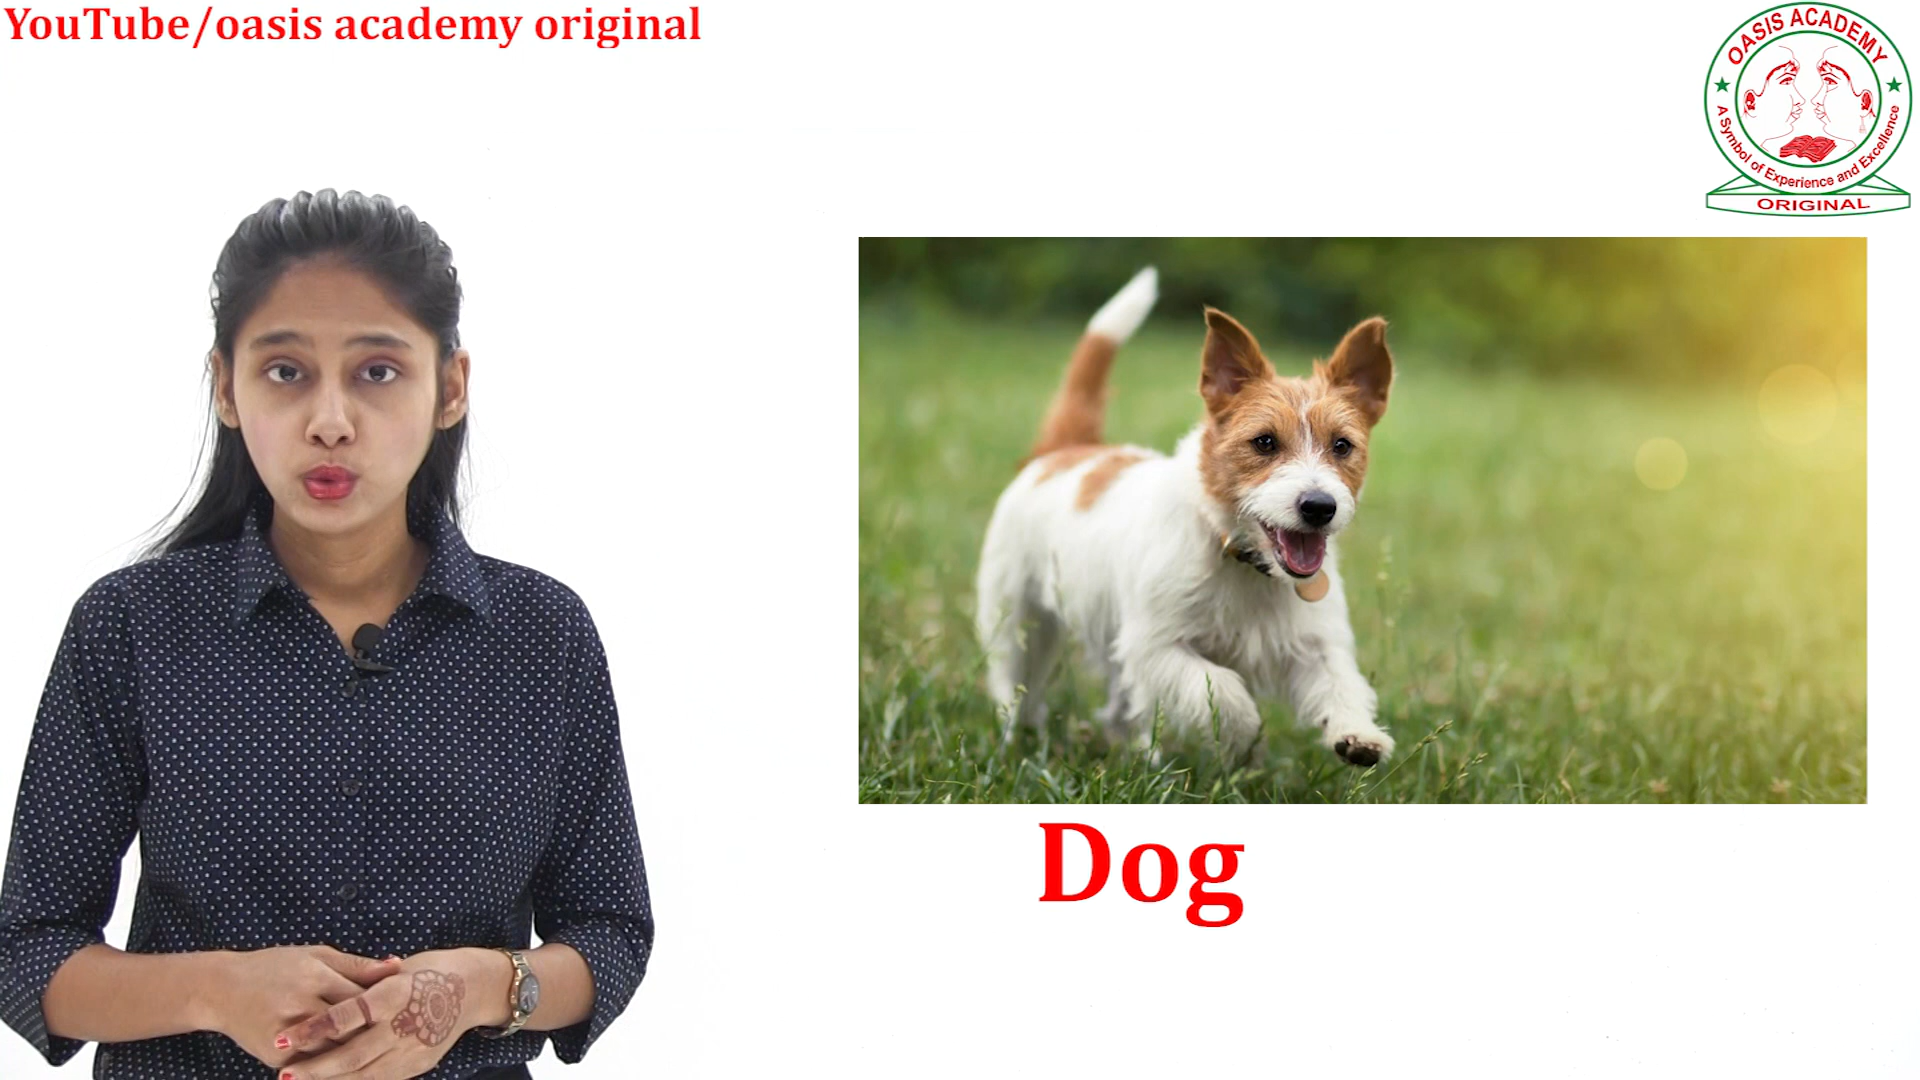 YouTube/oasis academy original
OASIS ACADEMY
A Symbol of Experience and Excellence
ORIGINAL
Dog